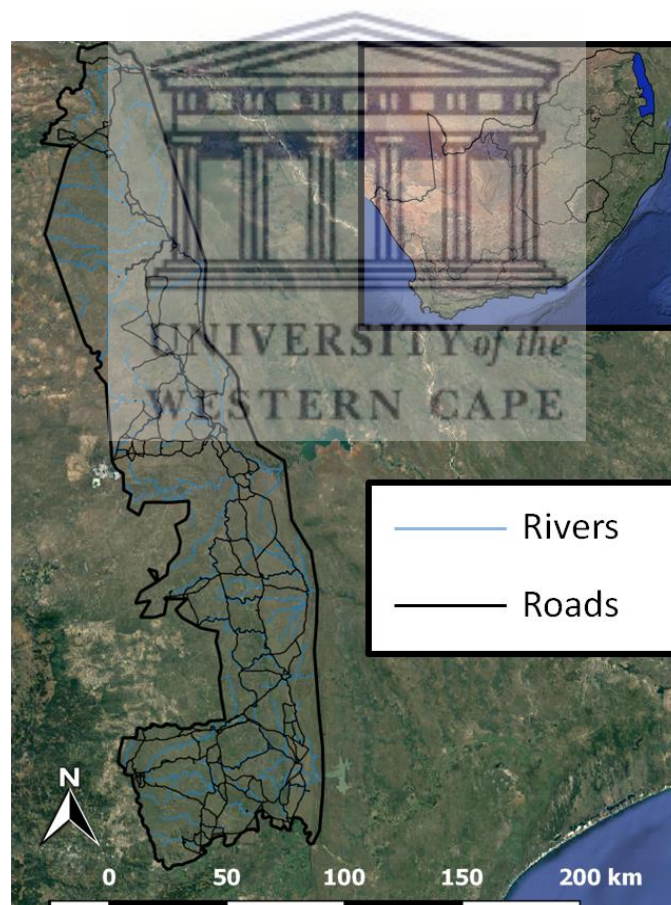 UNIVERSITY of the
WESTERN CAPE
Rivers
Roads
N
0 50 100 150 200 km